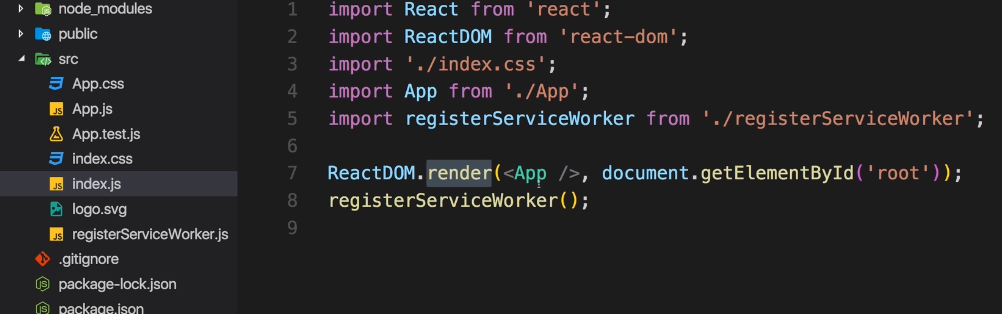 node_modules
public
src
App.css
App.js
App.test.js
index.css
index.js
logo.svg
registerServiceWorker.js
.gitignore
package-lock.json
package.json
1 import React from 'react';
2 import ReactDOM from 'react-dom';
3 import './index.css';
4 import App from './App';
5 import registerServiceWorker from './registerServiceWorker';
6
7 ReactDOM.render(<App />, document.getElementById('root'));
8 registerServiceWorker();
9